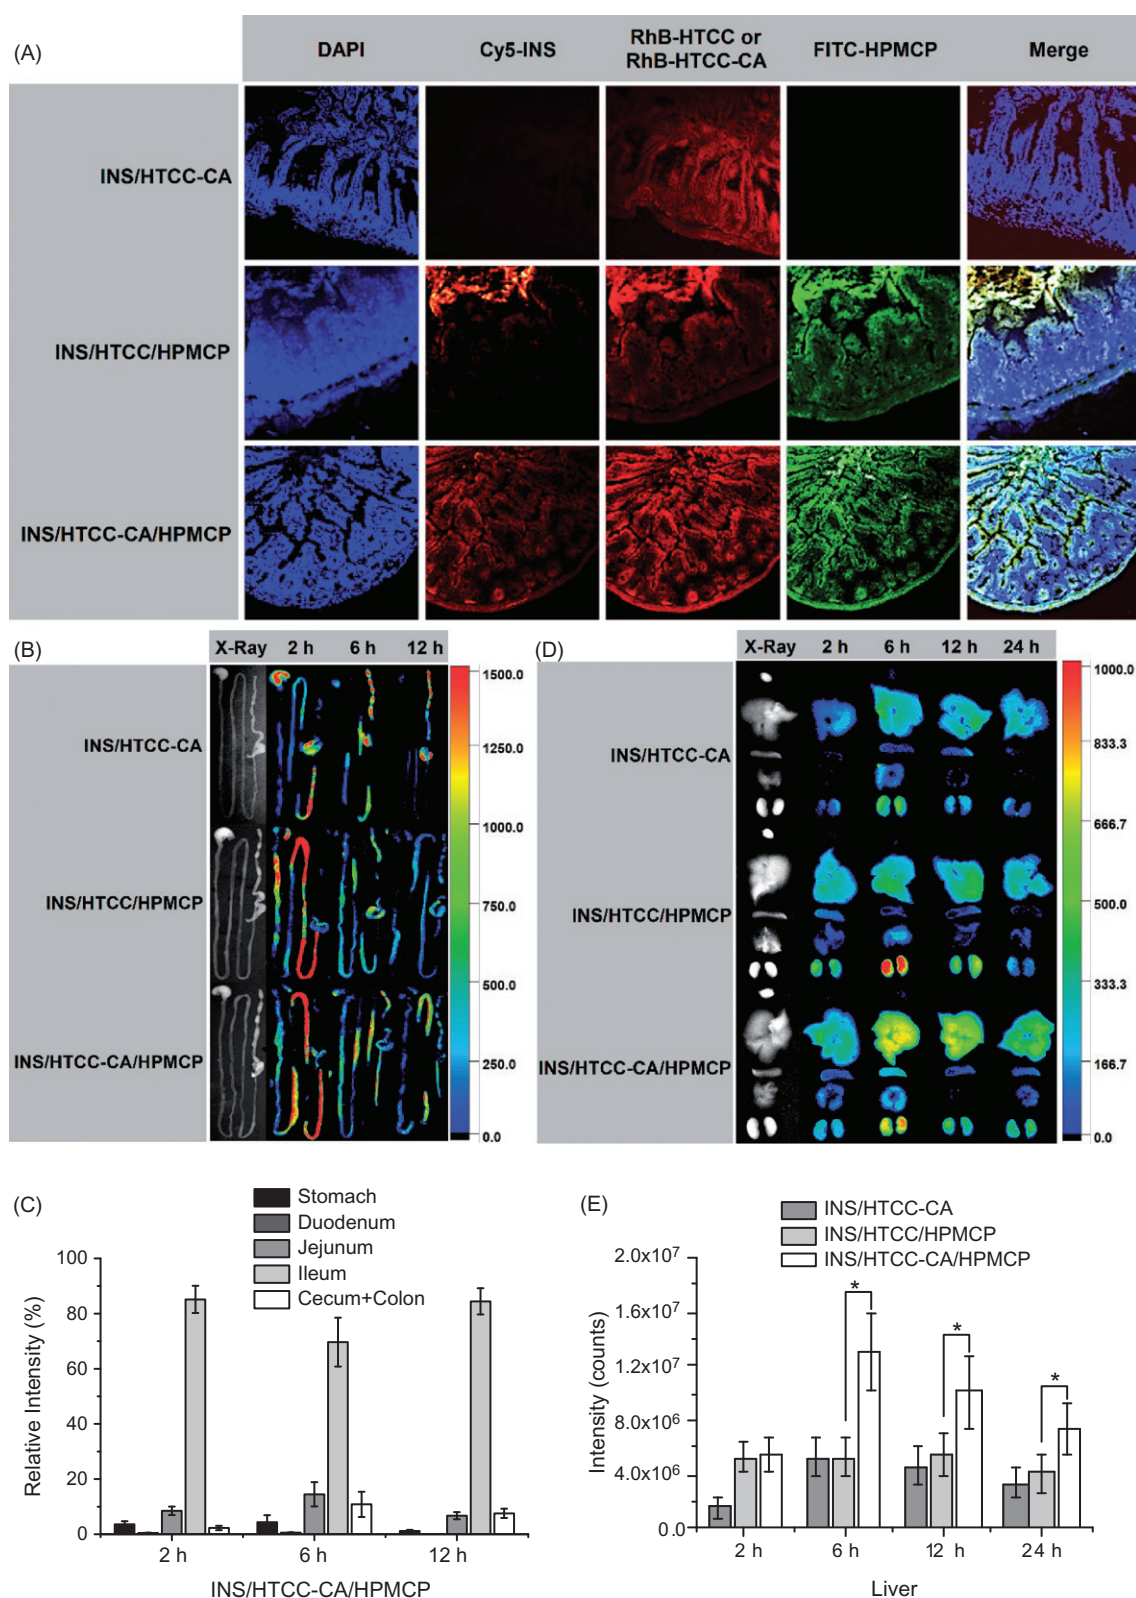 (A)
DAPI
Cy5-INS
RhB-HTCC or
RhB-HTCC-CA
FITC-HPMCP
Merge
INS/HTCC-CA
INS/HTCC/HPMCP
INS/HTCC-CA/HPMCP
(B)
X-Ray 2 h 6 h 12 h
1500.0
1250.0
1000.0
750.0
500.0
250.0
0.0
INS/HTCC-CA
INS/HTCC/HPMCP
INS/HTCC-CA/HPMCP
(D)
X-Ray 2 h 6 h 12 h 24 h
1000.0
833.3
666.7
500.0
333.3
166.7
0.0
INS/HTCC-CA
INS/HTCC/HPMCP
INS/HTCC-CA/HPMCP
(C)
Stomach
Duodenum
Jejunum
Ileum
Cecum+Colon
Relative Intensity (%)
100
80
60
40
20
0
2 h 6 h 12 h
INS/HTCC-CA/HPMCP
(E)
INS/HTCC-CA
INS/HTCC/HPMCP
INS/HTCC-CA/HPMCP
Intensity (counts)
2.0x10⁷
1.6x10⁷
1.2x10⁷
8.0x10⁶
4.0x10⁶
0.0
*
*
*
2 h 6 h 12 h 24 h
Liver